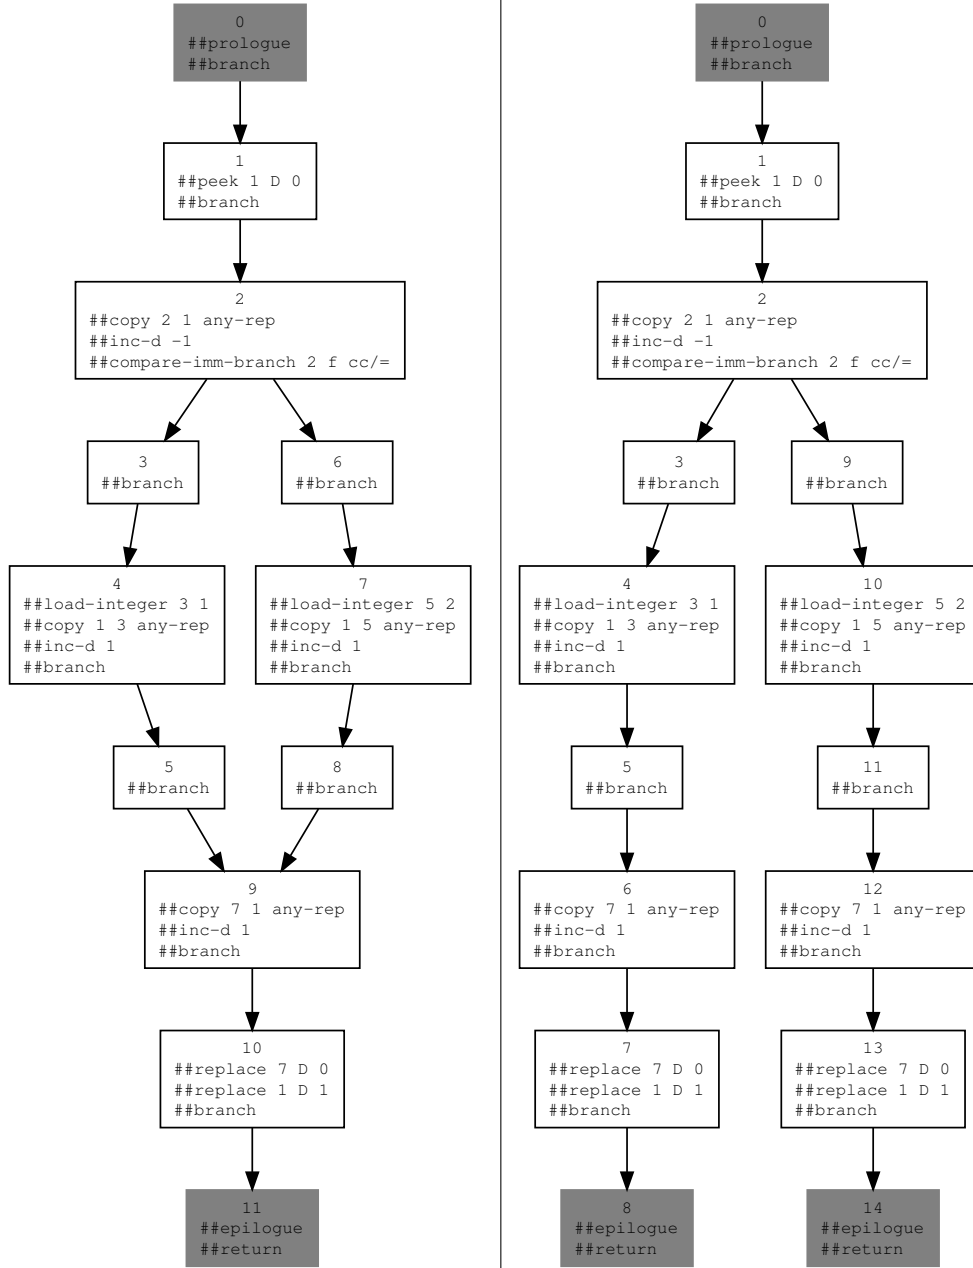 0
##prologue
##branch
1
##peek 1 D 0
##branch
2
##copy 2 1 any-rep
##inc-d -1
##compare-imm-branch 2 f cc/=
3
##branch
6
##branch
4
##load-integer 3 1
##copy 1 3 any-rep
##inc-d 1
##branch
7
##load-integer 5 2
##copy 1 5 any-rep
##inc-d 1
##branch
5
##branch
8
##branch
9
##copy 7 1 any-rep
##inc-d 1
##branch
10
##replace 7 D 0
##replace 1 D 1
##branch
11
##epilogue
##return
0
##prologue
##branch
1
##peek 1 D 0
##branch
2
##copy 2 1 any-rep
##inc-d -1
##compare-imm-branch 2 f cc/=
3
##branch
9
##branch
4
##load-integer 3 1
##copy 1 3 any-rep
##inc-d 1
##branch
10
##load-integer 5 2
##copy 1 5 any-rep
##inc-d 1
##branch
5
##branch
11
##branch
6
##copy 7 1 any-rep
##inc-d 1
##branch
12
##copy 7 1 any-rep
##inc-d 1
##branch
7
##replace 7 D 0
##replace 1 D 1
##branch
13
##replace 7 D 0
##replace 1 D 1
##branch
8
##epilogue
##return
14
##epilogue
##return